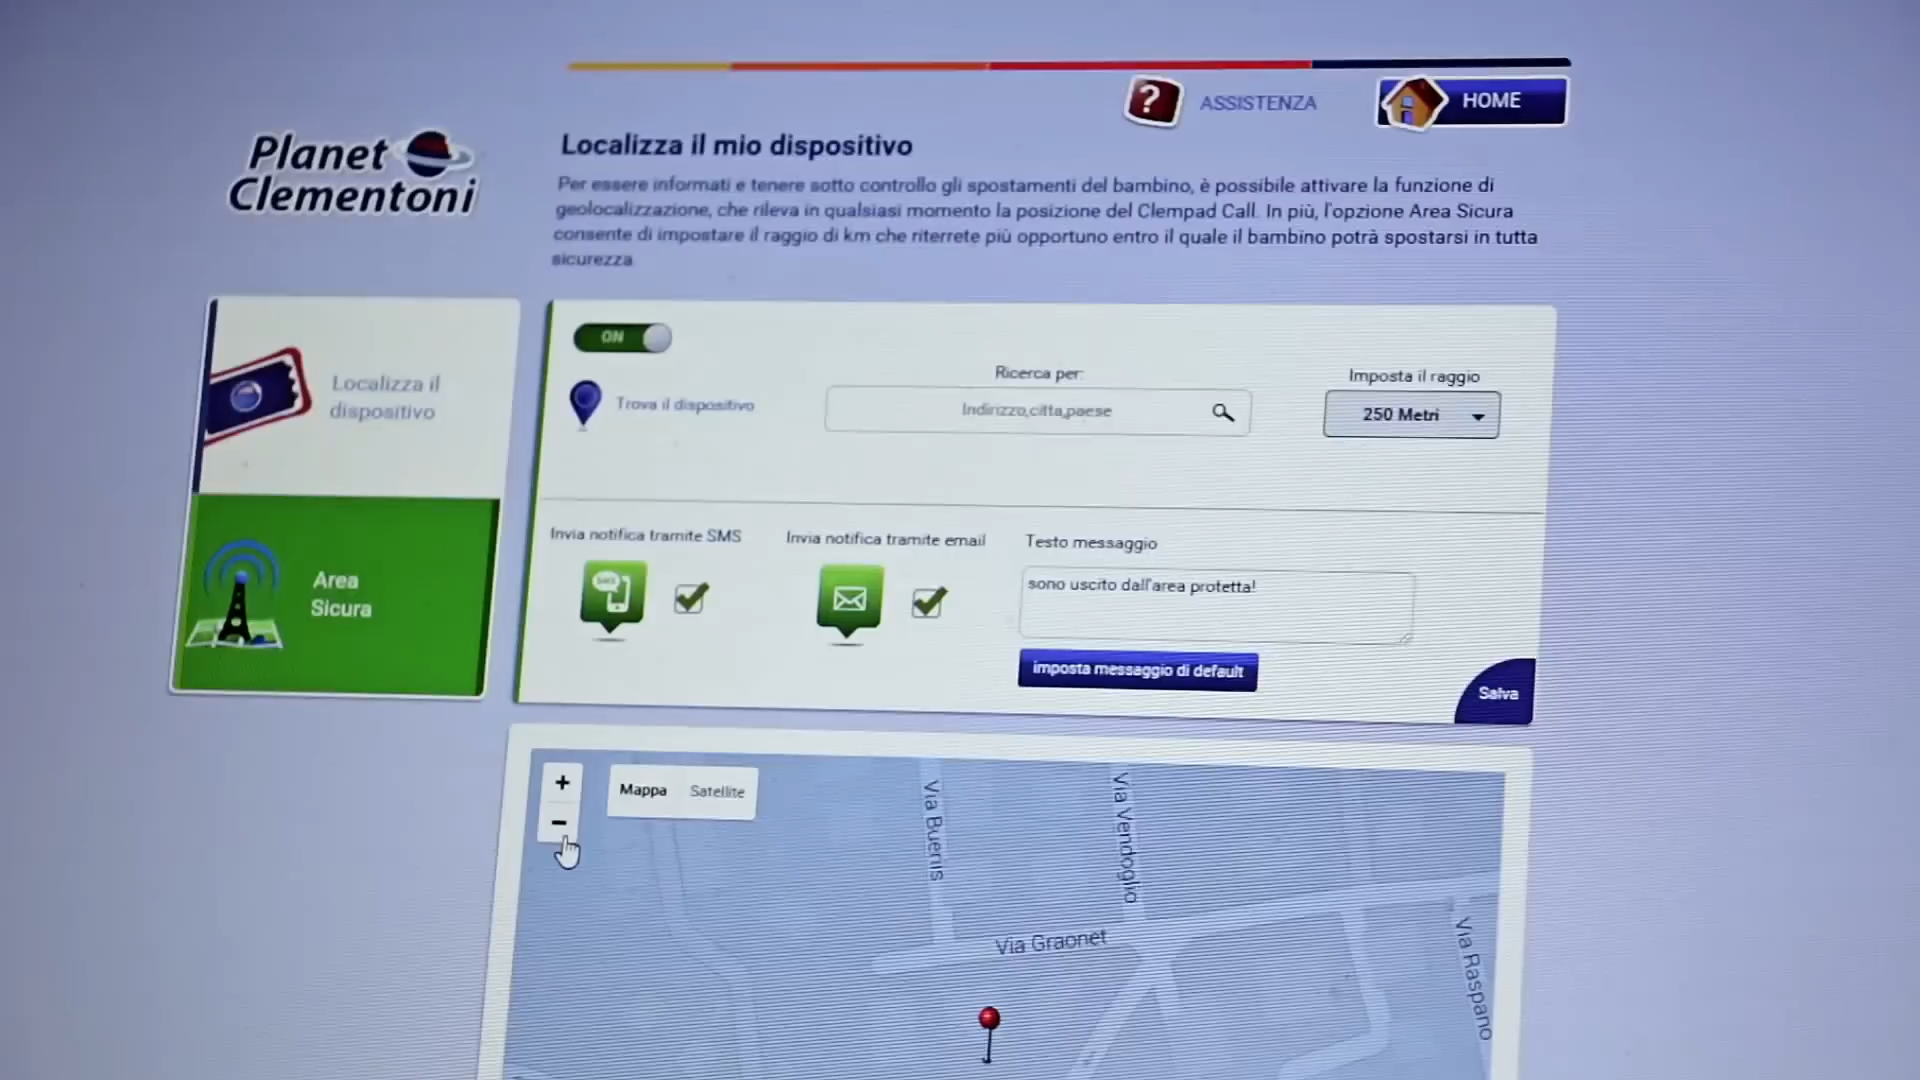 ASSISTENZA
HOME
Planet
Clementoni
Localizza il mio dispositivo
Per essere informati e tenere sotto controllo gli spostamenti del bambino, è possibile attivare la funzione di
geolocalizzazione, che rileva in qualsiasi momento la posizione del Clempad Call. In più, l'opzione Area Sicura
consente di impostare il raggio di km che riterrete più opportuno entro il quale il bambino potrà spostarsi in tutta
sicurezza.
Localizza il
dispositivo
Area
Sicura
ON
Trova il dispositivo
Ricerca per:
Indirizzo,citta,paese
Imposta il raggio
250 Metri
Invia notifica tramite SMS
SMS
Invia notifica tramite email
Testo messaggio
sono uscito dall'area protetta!
imposta messaggio di default
Salva
Mappa Satellite
Via Bueriis
Via Vendoglio
Via Graonet
Via Raspano